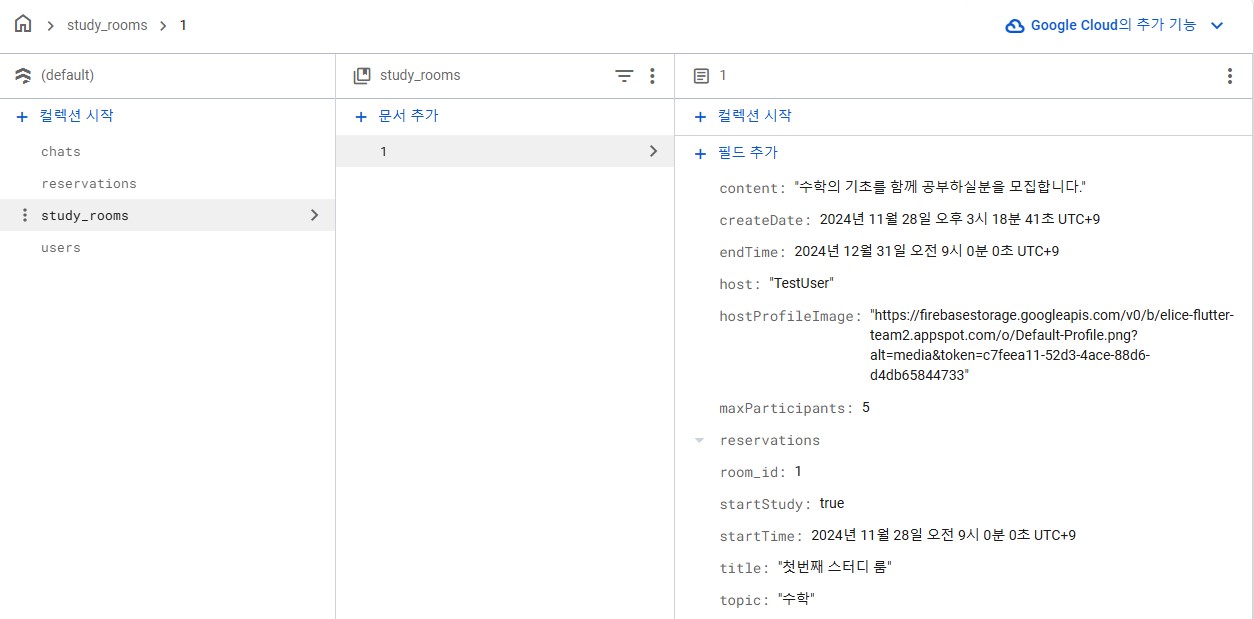 study_rooms 1
Google Cloud의 추가 기능
(default)
컬렉션 시작
chats
reservations
study_rooms
users
study_rooms
문서 추가
1
1
컬렉션 시작
필드 추가
content: "수학의 기초를 함께 공부하실분을 모집합니다."
createDate: 2024년 11월 28일 오후 3시 18분 41초 UTC+9
endTime: 2024년 12월 31일 오전 9시 0분 0초 UTC+9
host: "TestUser"
hostProfileImage: "https://firebasestorage.googleapis.com/v0/b/elice-flutter-
team2.appspot.com/o/Default-Profile.png?
alt=media&token=c7feea11-52d3-4ace-88d6-
d4db65844733"
maxParticipants: 5
reservations
room_id: 1
startStudy: true
startTime: 2024년 11월 28일 오전 9시 0분 0초 UTC+9
title: "첫번째 스터디 룸"
topic: "수학"